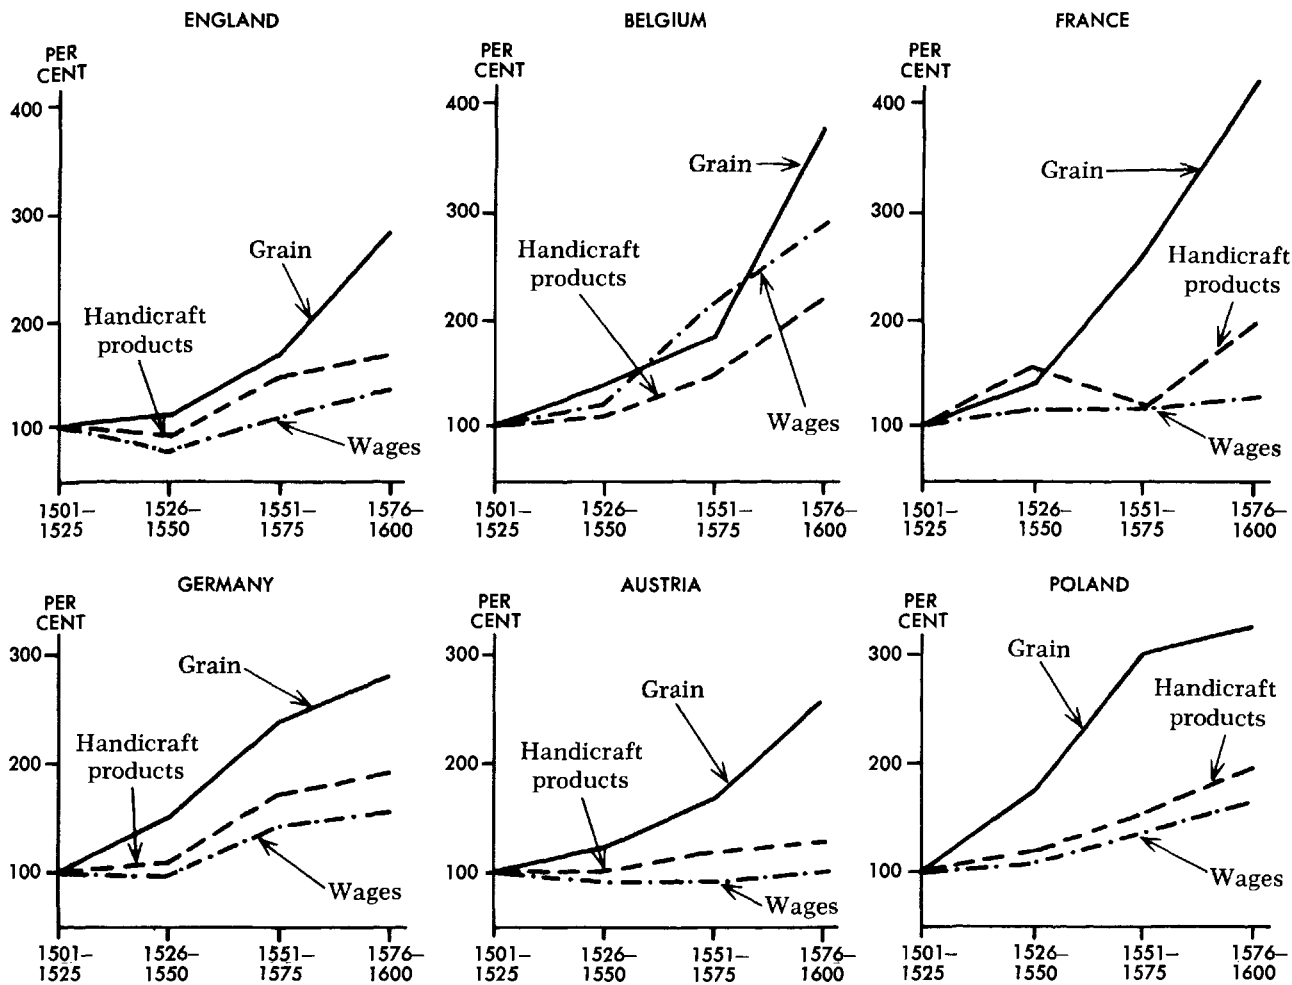 ENGLAND
PER
CENT
400
300
200
100
Grain
Handicraft
products
Wages
1501–
1525
1526–
1550
1551–
1575
1576–
1600
BELGIUM
PER
CENT
400
300
200
100
Grain
Handicraft
products
Wages
1501–
1525
1526–
1550
1551–
1575
1576–
1600
FRANCE
PER
CENT
400
300
200
100
Grain
Handicraft
products
Wages
1501–
1525
1526–
1550
1551–
1575
1576–
1600
GERMANY
PER
CENT
300
200
100
Grain
Handicraft
products
Wages
1501–
1525
1526–
1550
1551–
1575
1576–
1600
AUSTRIA
PER
CENT
300
200
100
Grain
Handicraft
products
Wages
1501–
1525
1526–
1550
1551–
1575
1576–
1600
POLAND
PER
CENT
300
200
100
Grain
Handicraft
products
Wages
1501–
1525
1526–
1550
1551–
1575
1576–
1600